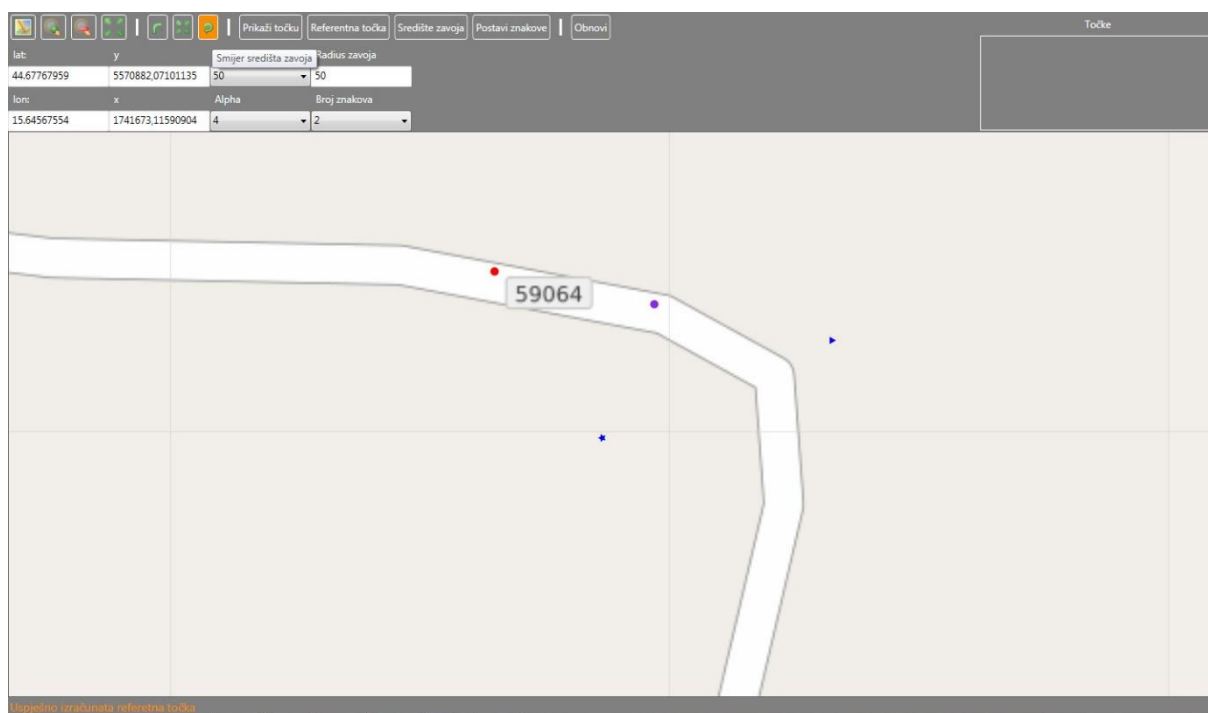 Prikaži točku Referentna točka Središte zavoja Postavi znakove Obnovi
Točke
lat: y Smijer središta zavoja Radius zavoja
44.67767959 5570882,07101135 50 50
lon: x Alpha Broj znakova
15.64567554 1741673,11590904 4 2
59064
Uspješno izračunata referetna točka